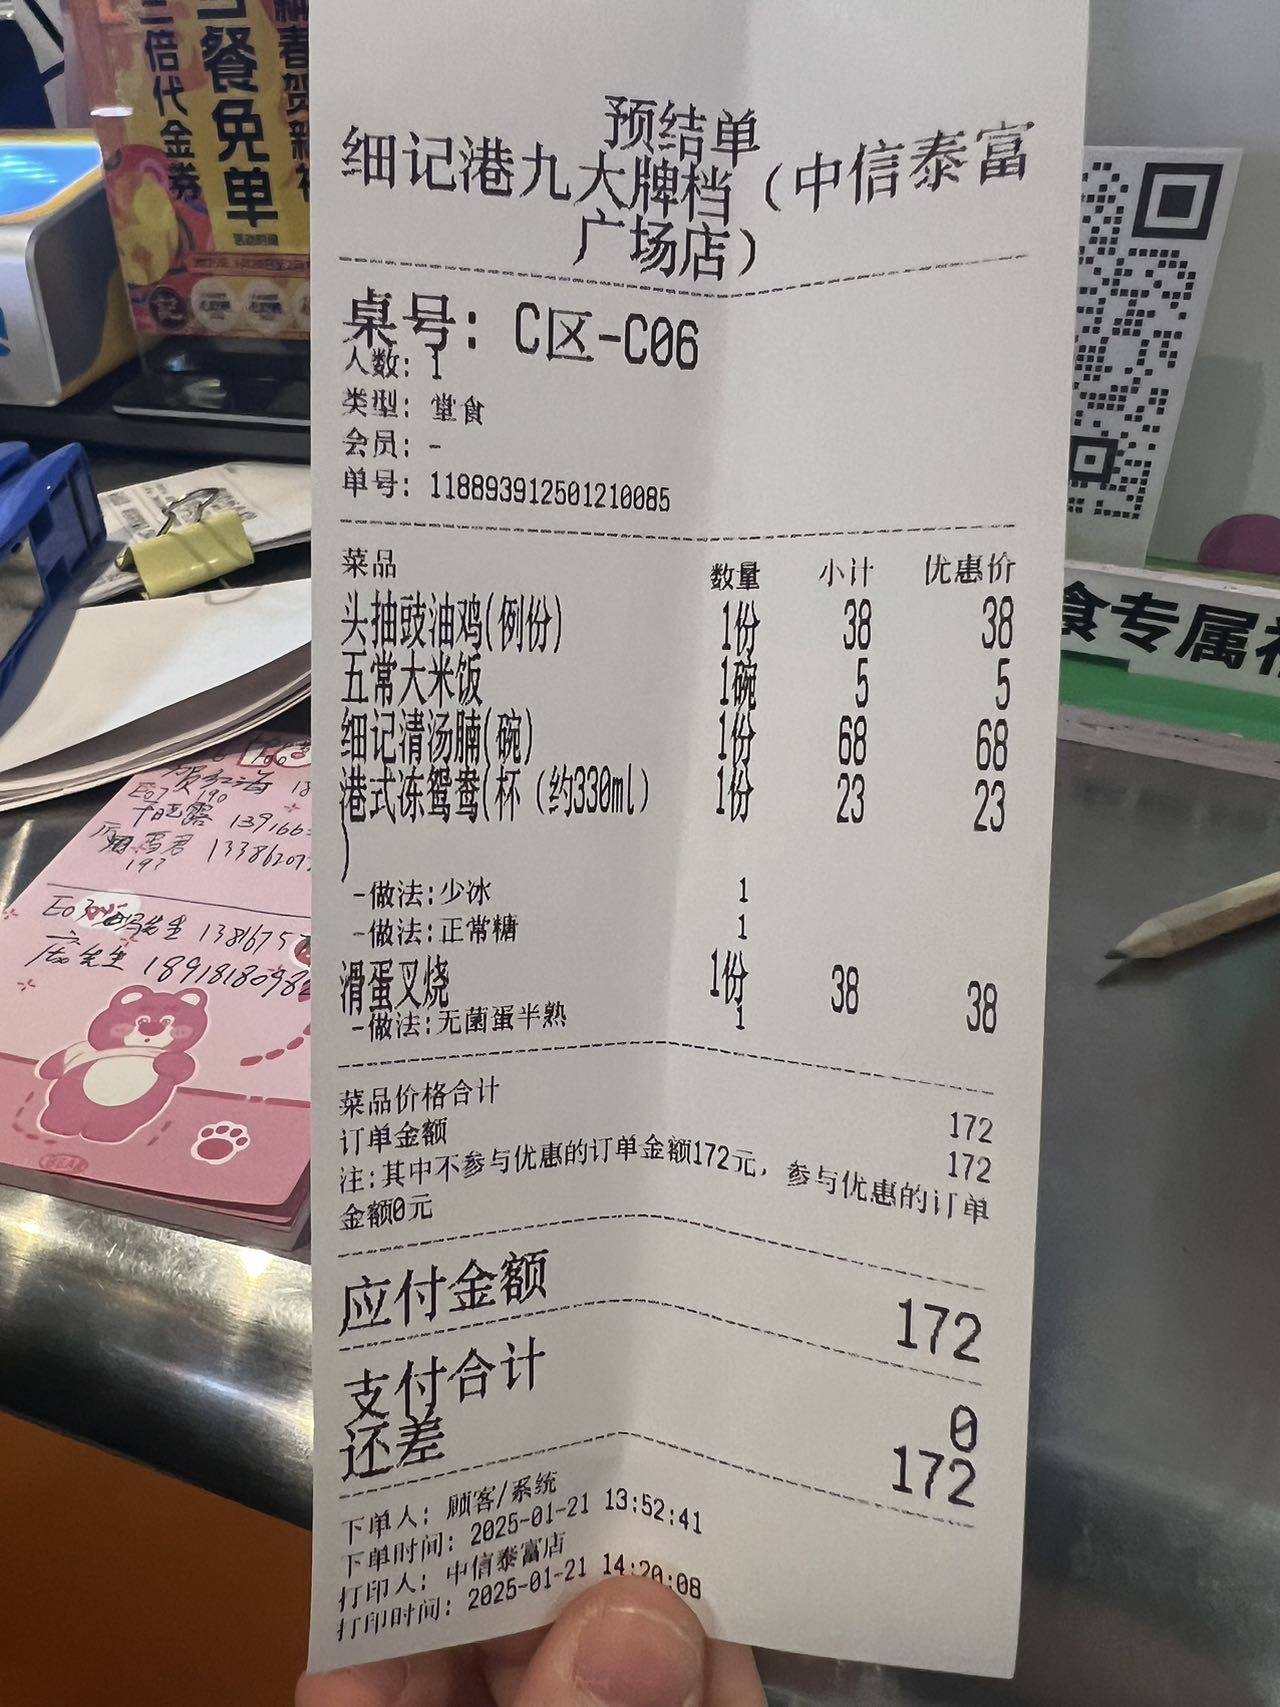 预结单
细记港九大牌档（中信泰富
广场店）
桌号: C区-C06
人数: 1
类型: 堂食
会员: -
单号: 118893912501210085
菜品 数量 小计 优惠价
头抽豉油鸡(例份) 1份 38 38
五常大米饭 1碗 5 5
细记清汤腩(碗) 1份 68 68
港式冻鸳鸯(杯（约330ml） 1份 23 23
)
-做法:少冰 1
-做法:正常糖 1
滑蛋叉烧 1份 38 38
-做法:无菌蛋半熟 1
菜品价格合计 172
订单金额 172
注:其中不参与优惠的订单金额172元, 参与优惠的订单
金额0元
应付金额 172
支付合计 0
还差 172
下单人: 顾客/系统
下单时间: 2025-01-21 13:52:41
打印人: 中信泰富店
打印时间: 2025-01-21 14:20:08
倍代金券
餐免单
活动时间
食专属